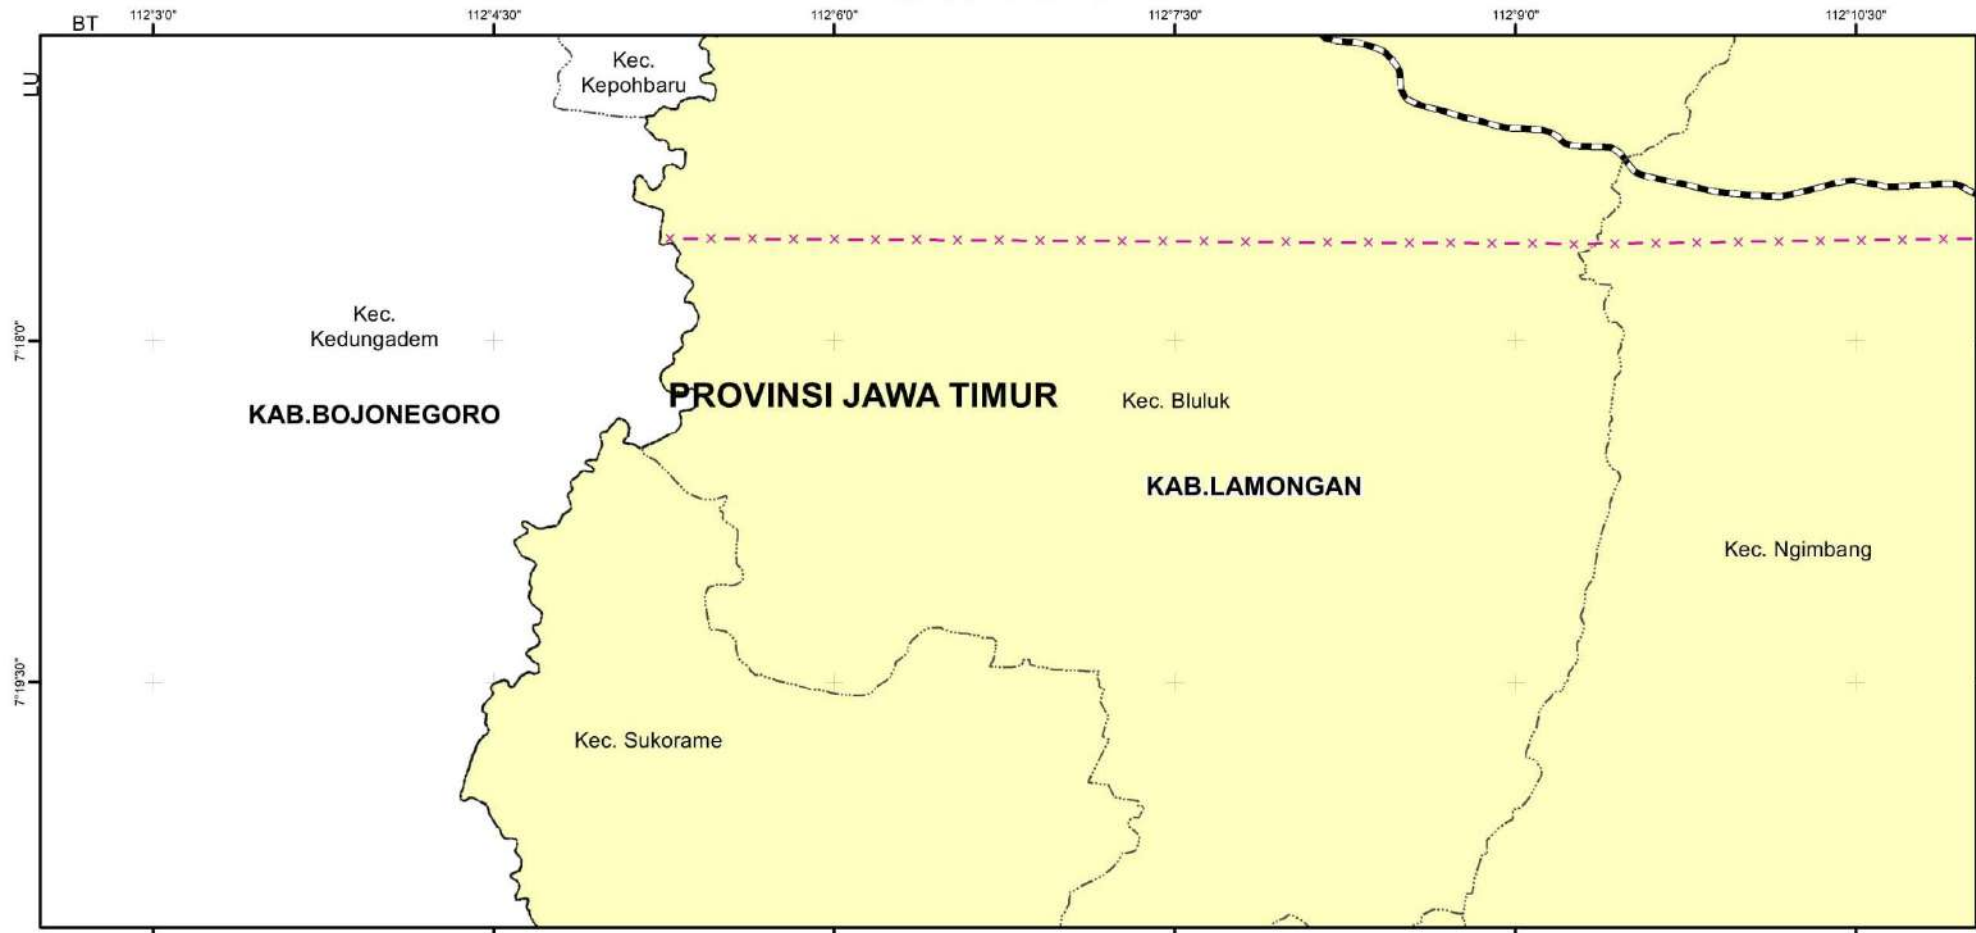 BT
112°3'0"
112°4'30"
112°6'0"
112°7'30"
112°9'0"
112°10'30"
LU
Kec.
Kepohbaru
7°18'0"
Kec.
Kedungadem
PROVINSI JAWA TIMUR
Kec. Bluluk
KAB.BOJONEGORO
KAB.LAMONGAN
Kec. Ngimbang
7°19'30"
Kec. Sukorame